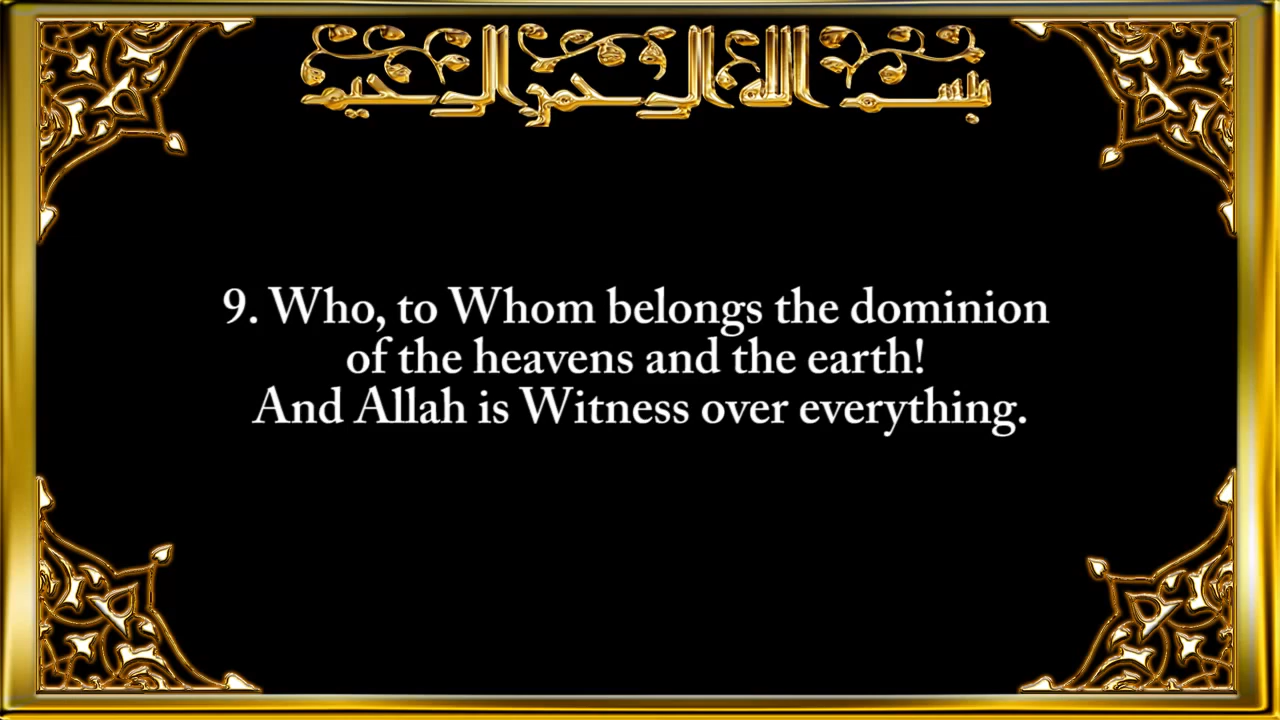 بسم الله الرحمن الرحيم
9. Who, to Whom belongs the dominion
of the heavens and the earth!
And Allah is Witness over everything.